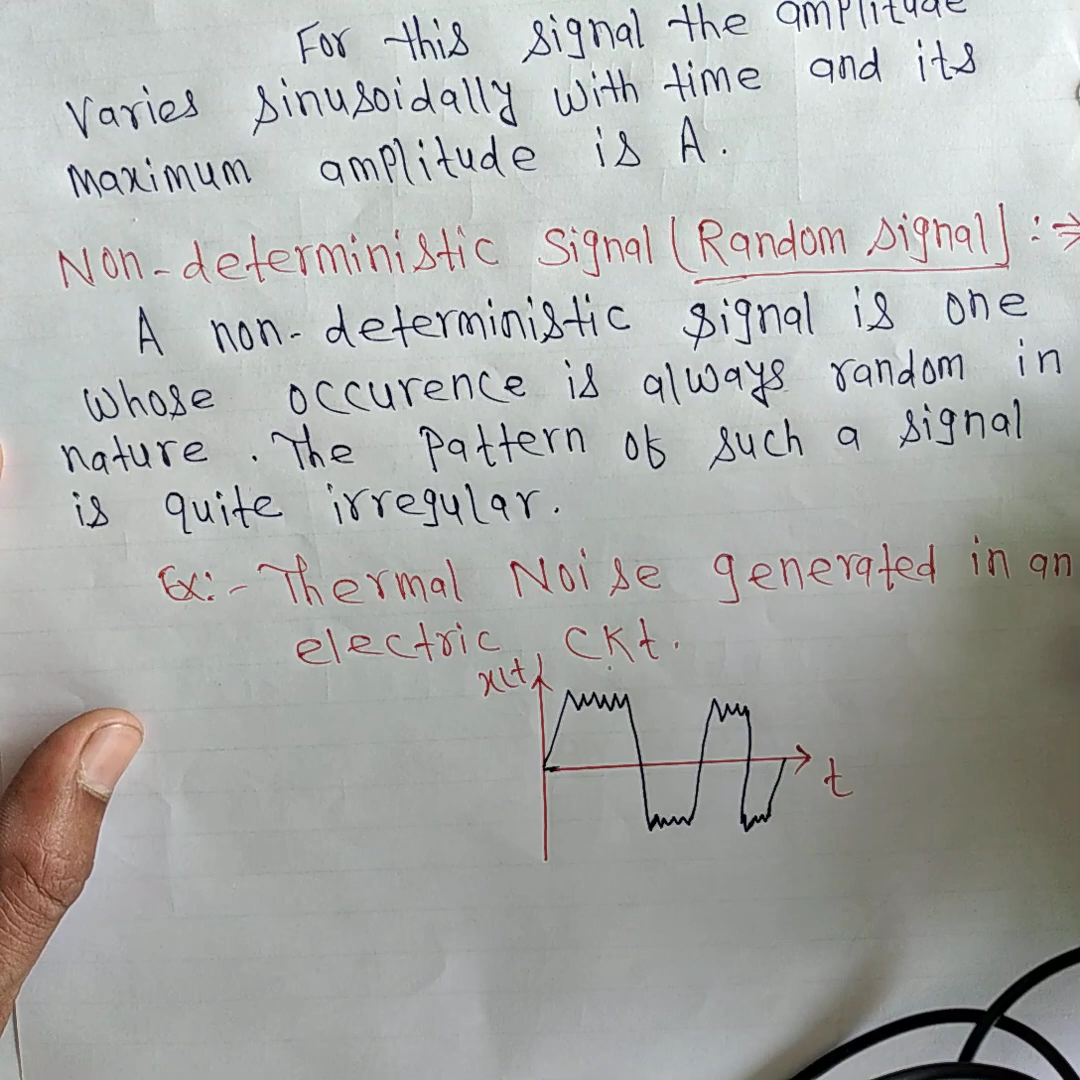 For this signal the amplitude
Varies sinusoidally with time and its
maximum amplitude is A.
Non-deterministic Signal (Random signal) :→
A non-deterministic signal is one
whose occurence is always random in
nature. The pattern of such a signal
is quite irregular.
Ex:- Thermal Noise generated in an
electric CKt.
x(t)
t